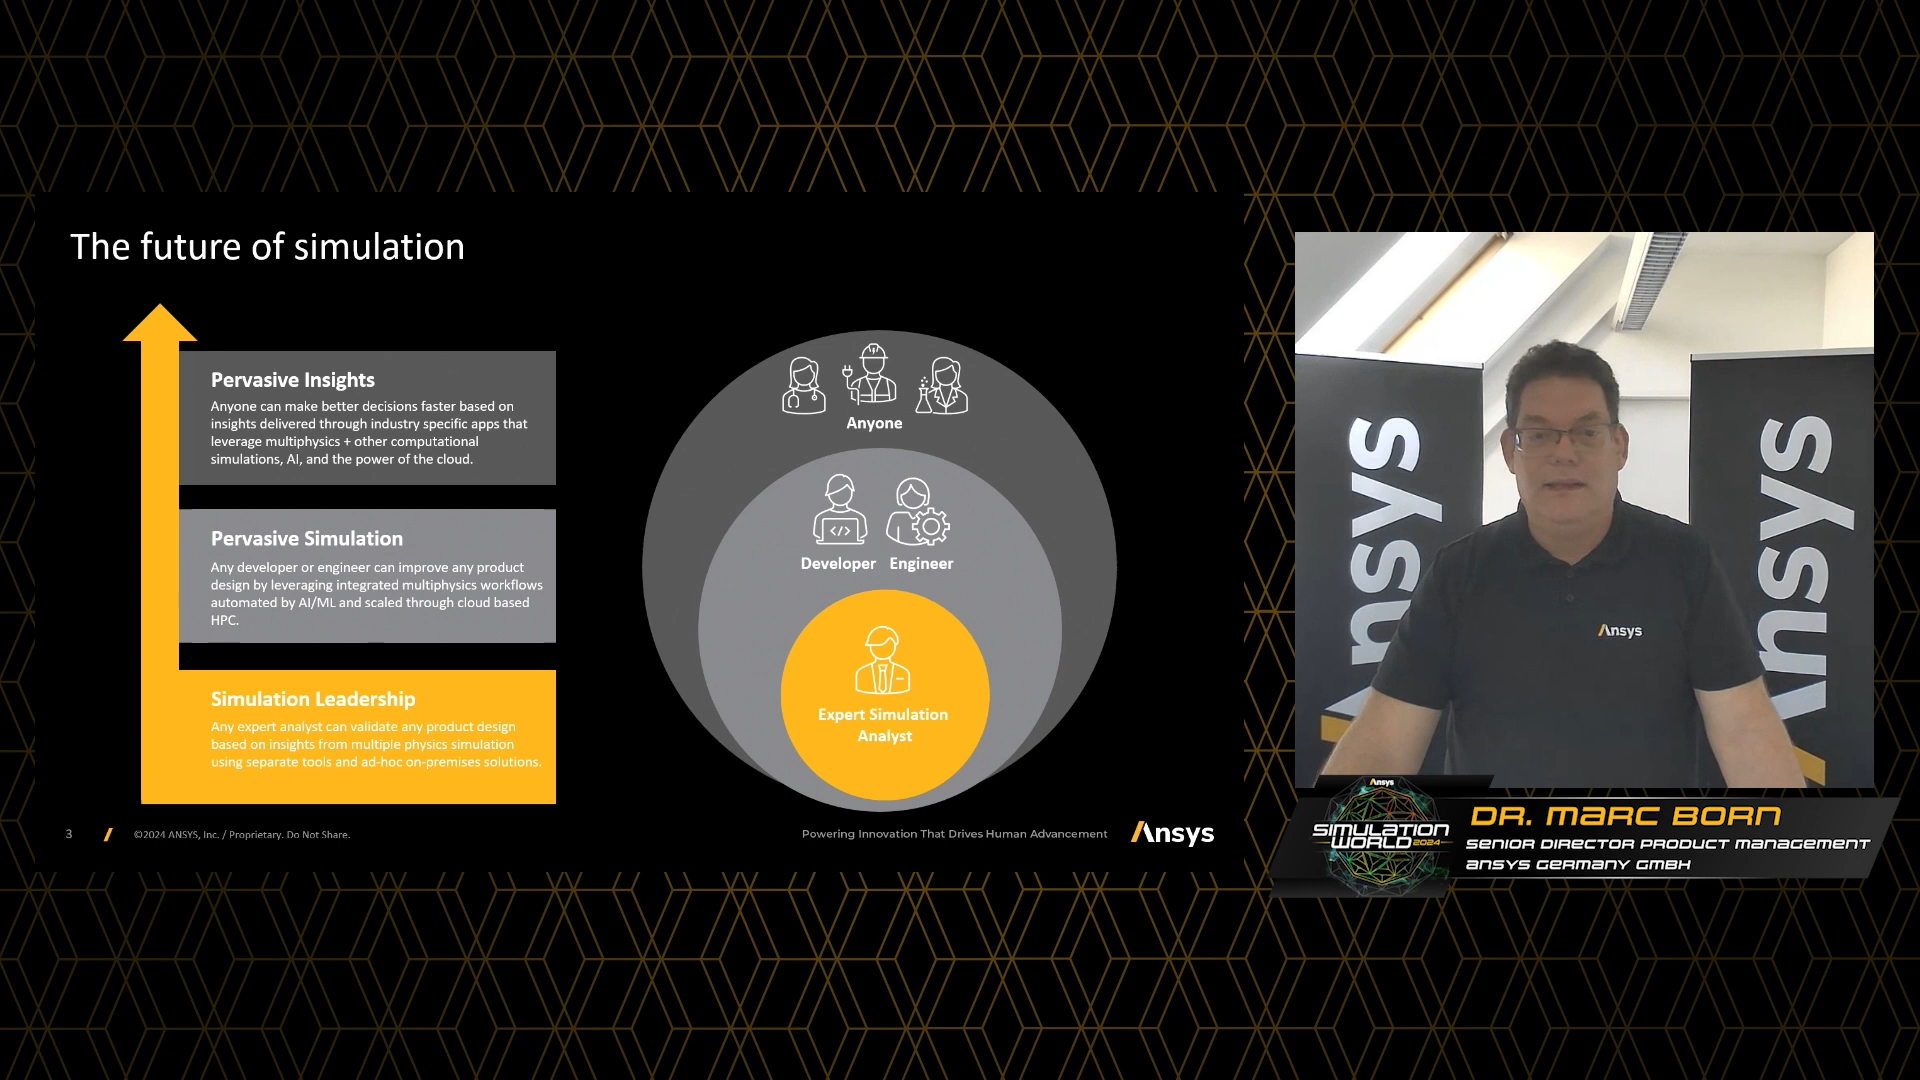 The future of simulation
Pervasive Insights
Anyone can make better decisions faster based on
insights delivered through industry specific apps that
leverage multiphysics + other computational
simulations, AI, and the power of the cloud.
Pervasive Simulation
Any developer or engineer can improve any product
design by leveraging integrated multiphysics workflows
automated by AI/ML and scaled through cloud based
HPC.
Simulation Leadership
Any expert analyst can validate any product design
based on insights from multiple physics simulation
using separate tools and ad-hoc on-premises solutions.
Anyone
Developer Engineer
Expert Simulation
Analyst
3
©2024 ANSYS, Inc. / Proprietary. Do Not Share.
Powering Innovation That Drives Human Advancement
Ansys
Ansys
Ansys
Ansys
Ansys
SIMULATION
WORLD 2024
DR. MARC BORN
SENIOR DIRECTOR PRODUCT MANAGEMENT
ANSYS GERMANY GMBH